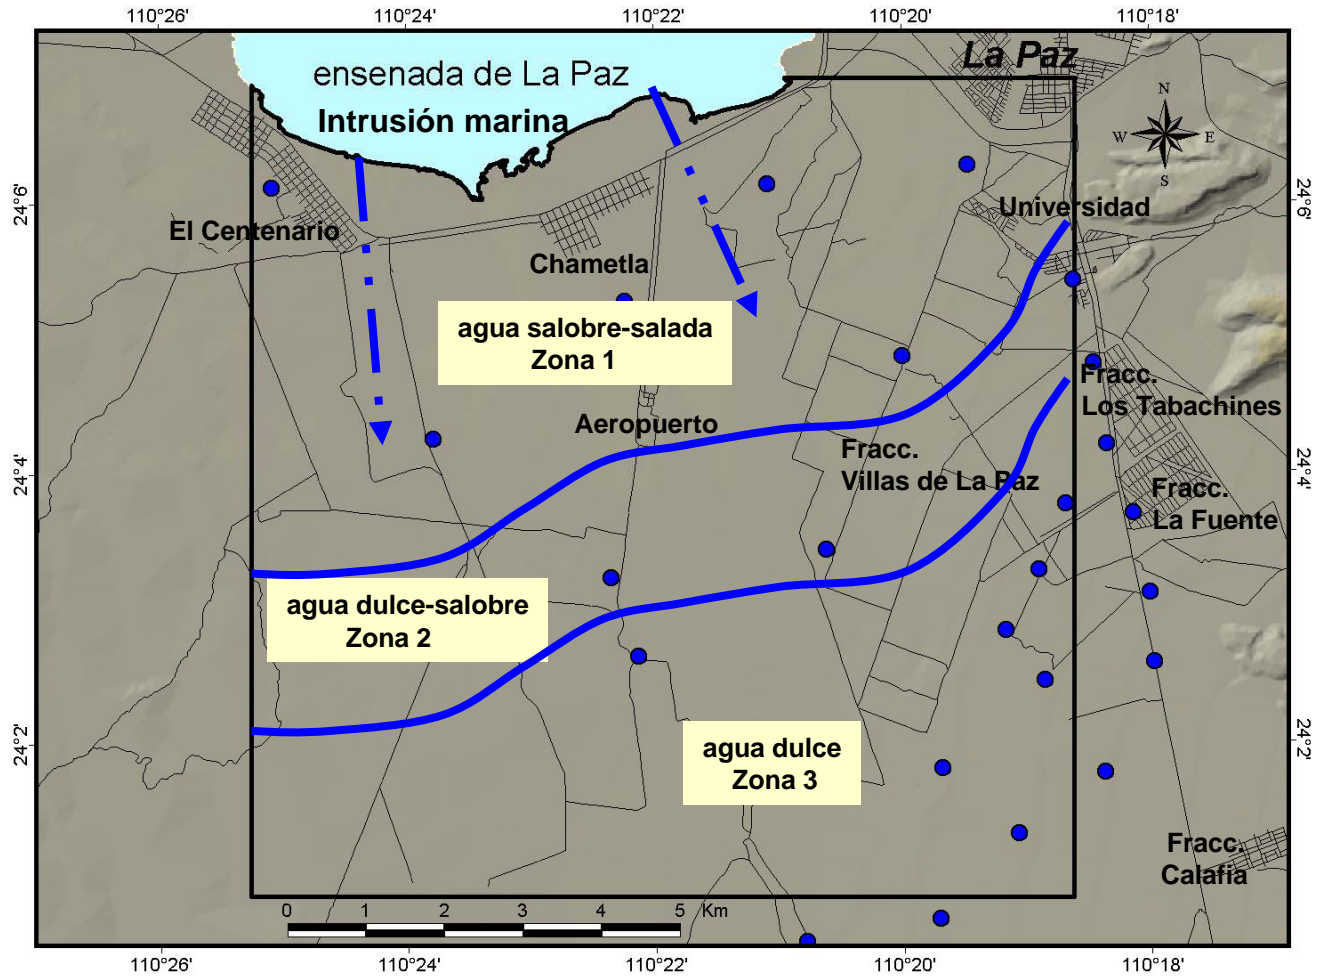 110°26' 110°24' 110°22' 110°20' 110°18'
La Paz
ensenada de La Paz
Intrusión marina
N
W E
S
24°6' 24°6'
Universidad
El Centenario
Chametla
agua salobre-salada
Zona 1
Fracc.
Los Tabachines
Aeropuerto
Fracc.
Villas de La Paz
24°4' 24°4'
Fracc.
La Fuente
agua dulce-salobre
Zona 2
24°2' 24°2'
agua dulce
Zona 3
Fracc.
Calafia
0 1 2 3 4 5 Km
110°26' 110°24' 110°22' 110°20' 110°18'